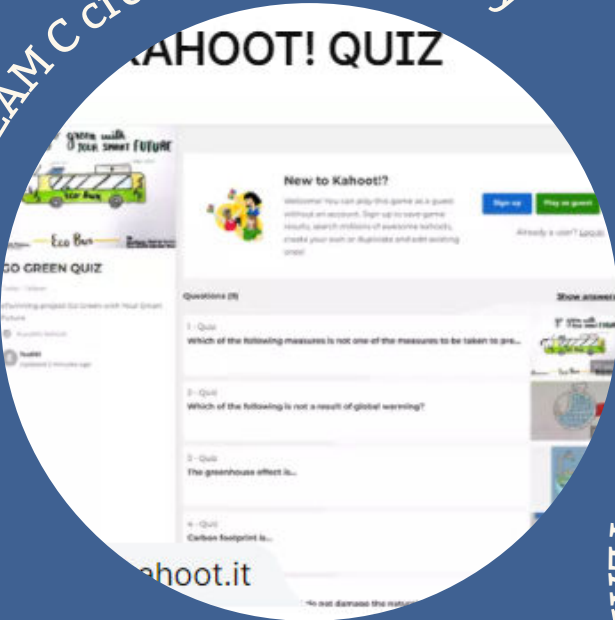 KAHOOT! QUIZ
green with
YOUR SMART FUTURE
Eco Bus
Eco Bus
GO GREEN QUIZ
New to Kahoot!?
Welcome! You can play this game as a guest
without an account. Sign up to save game
results, search millions of awesome kahoots,
create your own or duplicate and edit existing
ones!
Sign up
Play as guest
Already a user? Log in
Questions (9)
Show answers
1 - Quiz
Which of the following measures is not one of the measures to be taken to pre...
2 - Quiz
Which of the following is not a result of global warming?
3 - Quiz
The greenhouse effect is...
4 - Quiz
Carbon footprint is...
do not damage the
ahoot.it